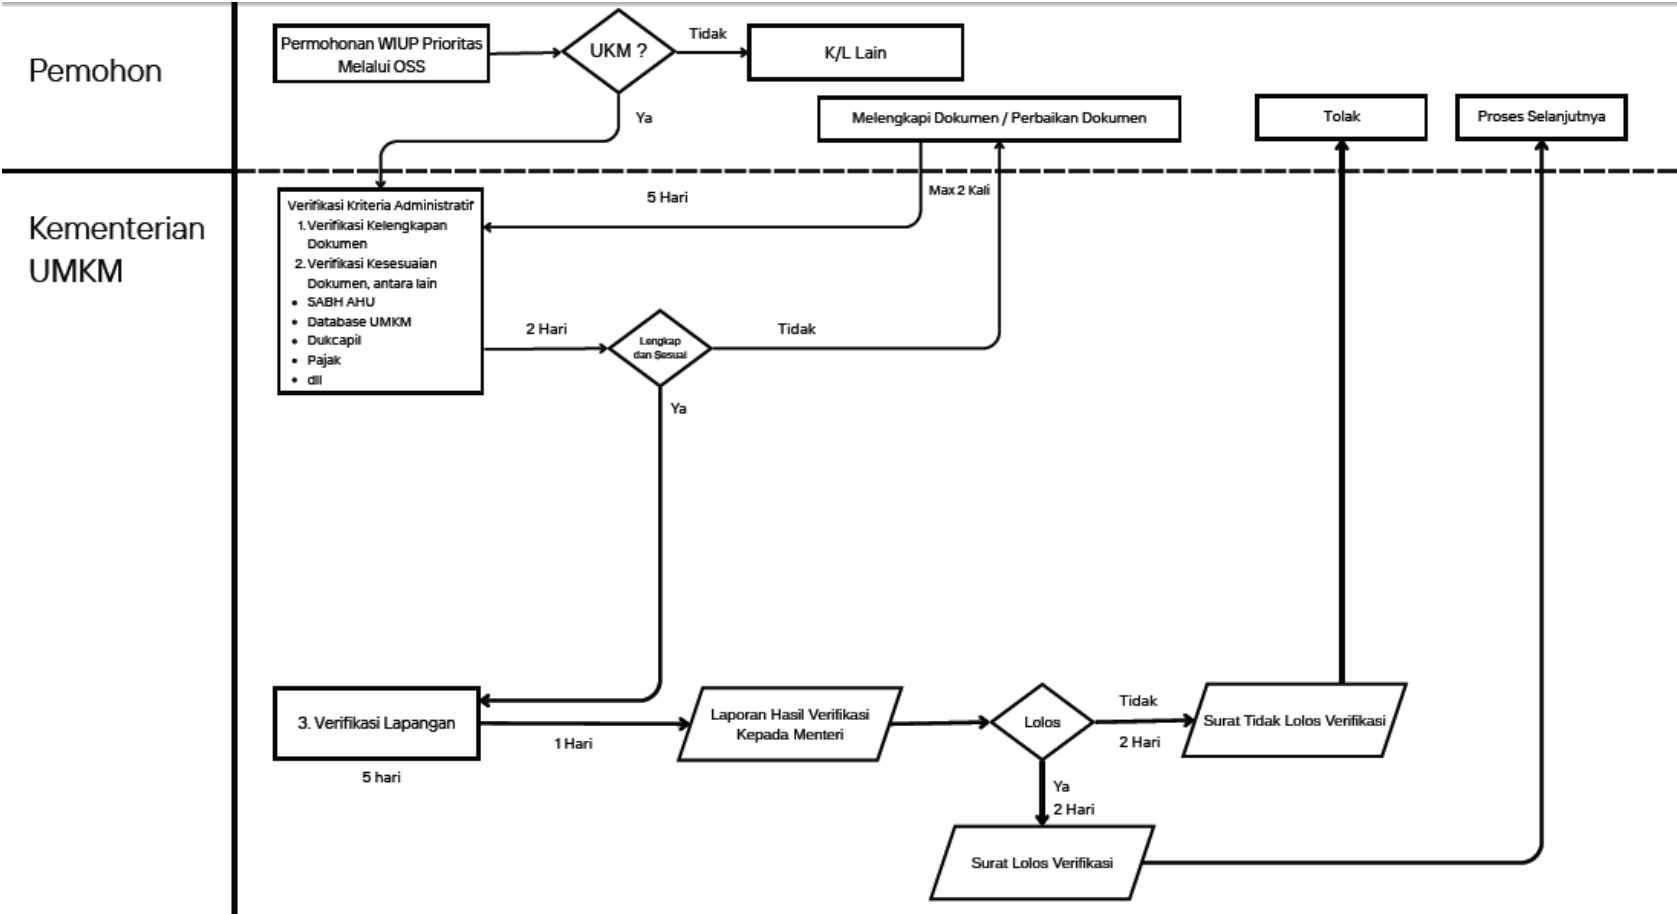 Pemohon
Permohonan WIUP Prioritas
Melalui OSS
UKM ?
Tidak
K/L Lain
Ya
Melengkapi Dokumen / Perbaikan Dokumen
Tolak
Proses Selanjutnya
Kementerian
UMKM
Verifikasi Kriteria Administratif
1. Verifikasi Kelengkapan
Dokumen
2. Verifikasi Kesesuaian
Dokumen, antara lain
• SABH AHU
• Database UMKM
• Dukcapil
• Pajak
• dll
5 Hari
Max 2 Kali
2 Hari
Lengkap
dan Sesuai
Tidak
Ya
3. Verifikasi Lapangan
5 hari
1 Hari
Laporan Hasil Verifikasi
Kepada Menteri
Lolos
Tidak
2 Hari
Surat Tidak Lolos Verifikasi
Ya
2 Hari
Surat Lolos Verifikasi